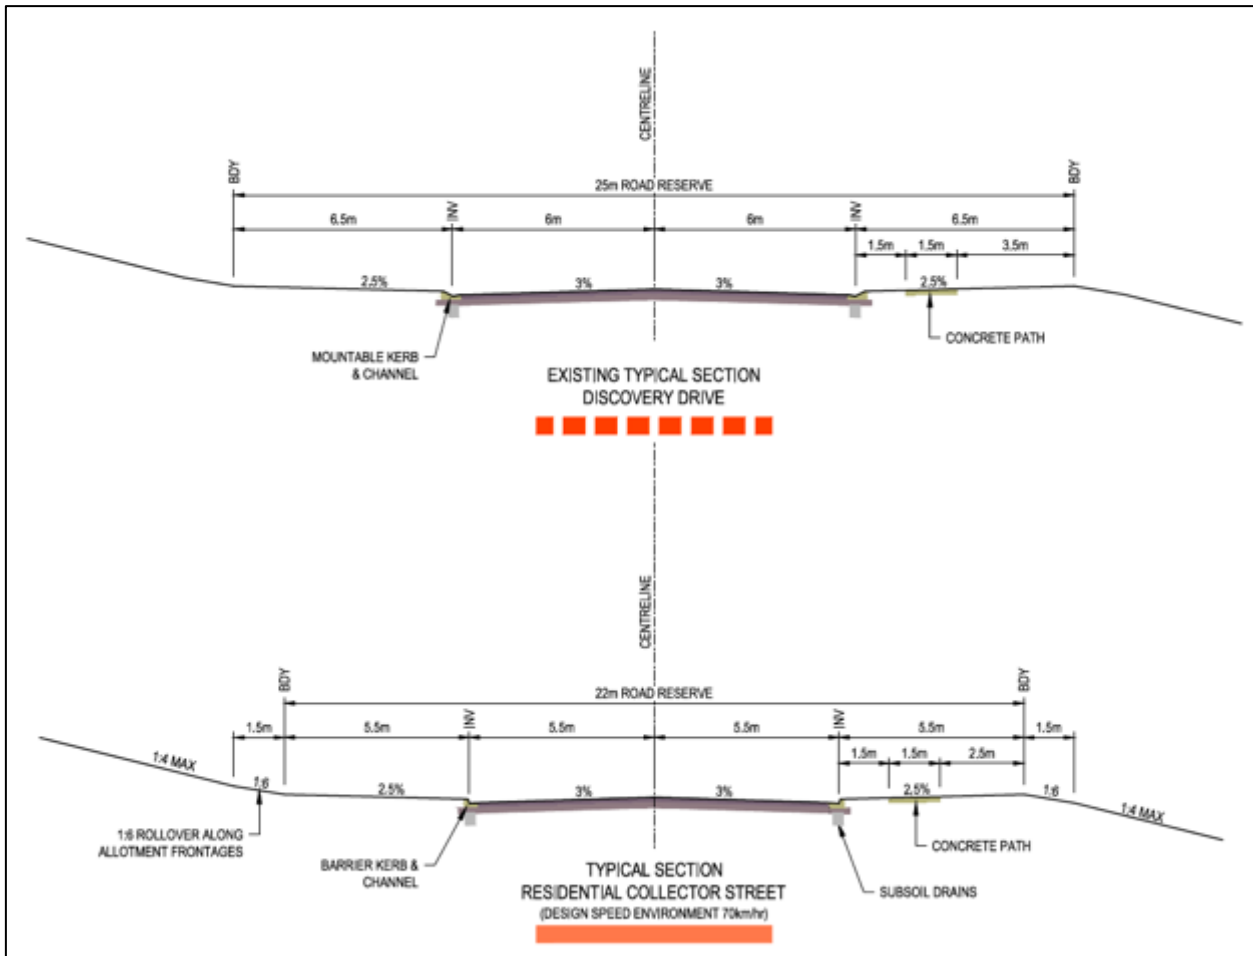 CENTRELINE
BDY
BDY
25m ROAD RESERVE
INV
INV
6.5m
6m
6m
6.5m
1.5m
1.5m
3.5m
2.5%
3%
3%
2.5%
CONCRETE PATH
MOUNTABLE KERB
& CHANNEL
EXISTING TYPICAL SECTION
DISCOVERY DRIVE
CENTRELINE
BDY
BDY
22m ROAD RESERVE
INV
INV
1.5m
5.5m
5.5m
5.5m
5.5m
1.5m
1.5m
1.5m
2.5m
1:4 MAX
1:6
2.5%
3%
3%
2.5%
1:6
1:4 MAX
1:6 ROLLOVER ALONG
ALLOTMENT FRONTAGES
CONCRETE PATH
BARRIER KERB &
CHANNEL
SUBSOIL DRAINS
TYPICAL SECTION
RESIDENTIAL COLLECTOR STREET
(DESIGN SPEED ENVIRONMENT 70km/hr)